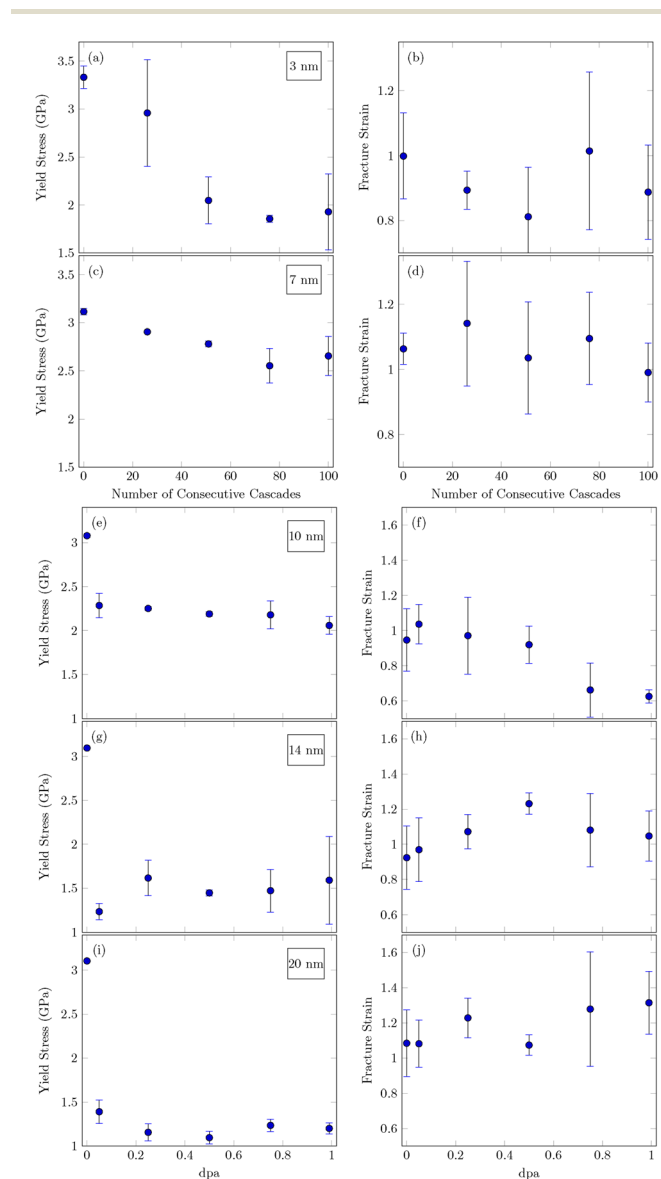 (a)
3 nm
Yield Stress (GPa)
3.5
3
2.5
2
1.5
(b)
Fracture Strain
1.2
1
0.8
(c)
7 nm
Yield Stress (GPa)
3.5
3
2.5
2
1.5
0 20 40 60 80 100
Number of Consecutive Cascades
(d)
Fracture Strain
1.2
1
0.8
0 20 40 60 80 100
Number of Consecutive Cascades
(e)
10 nm
Yield Stress (GPa)
3
2.5
2
1.5
1
(f)
Fracture Strain
1.6
1.4
1.2
1
0.8
0.6
(g)
14 nm
Yield Stress (GPa)
3
2.5
2
1.5
1
(h)
Fracture Strain
1.6
1.4
1.2
1
0.8
0.6
(i)
20 nm
Yield Stress (GPa)
3
2.5
2
1.5
1
0 0.2 0.4 0.6 0.8 1
dpa
(j)
Fracture Strain
1.6
1.4
1.2
1
0.8
0.6
0 0.2 0.4 0.6 0.8 1
dpa